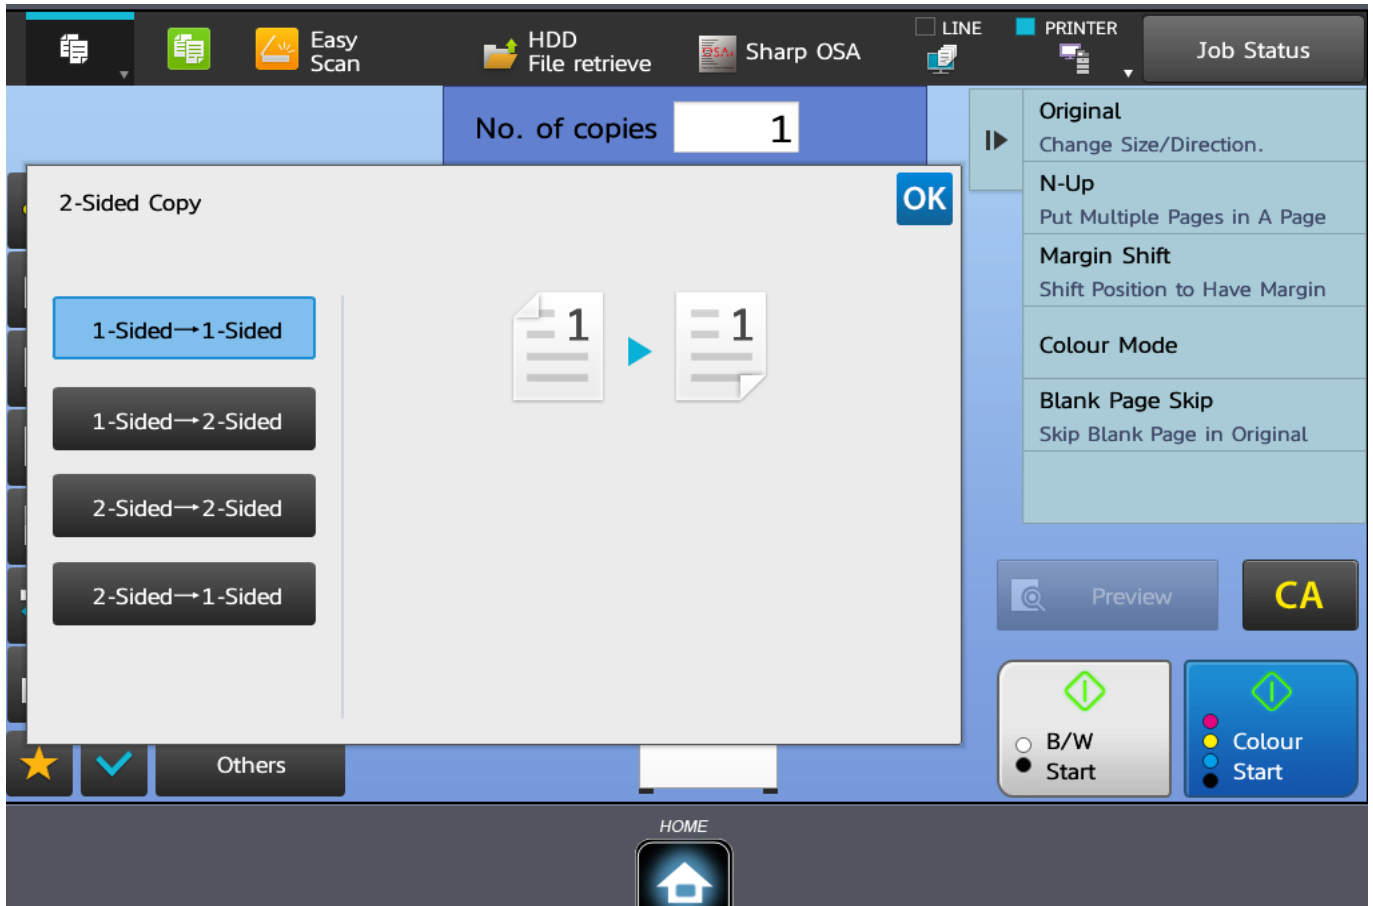 Easy
Scan
HDD
File retrieve
OSA
Sharp OSA
LINE
PRINTER
Job Status
No. of copies 1
Original
Change Size/Direction.
N-Up
Put Multiple Pages in A Page
Margin Shift
Shift Position to Have Margin
Colour Mode
Blank Page Skip
Skip Blank Page in Original
2-Sided Copy
OK
1-Sided→1-Sided
1-Sided→2-Sided
2-Sided→2-Sided
2-Sided→1-Sided
1
1
Preview
CA
B/W
Start
Colour
Start
Others
HOME